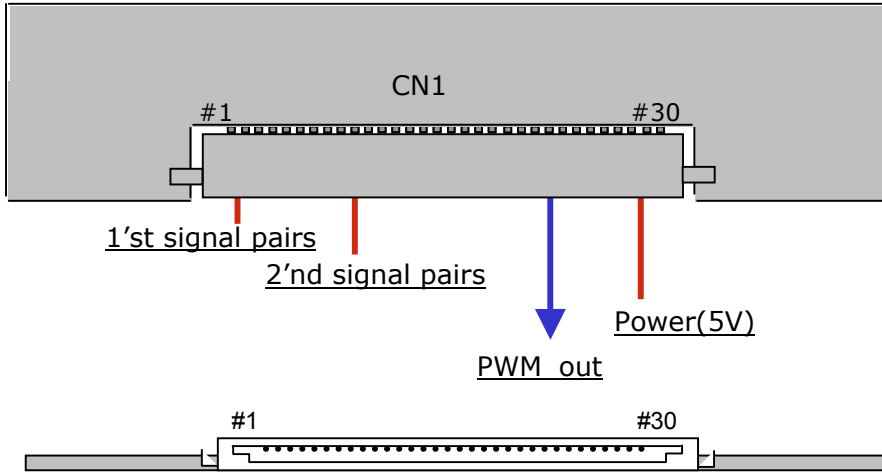 CN1
#1 #30
1'st signal pairs
2'nd signal pairs
Power(5V)
PWM out
#1 #30